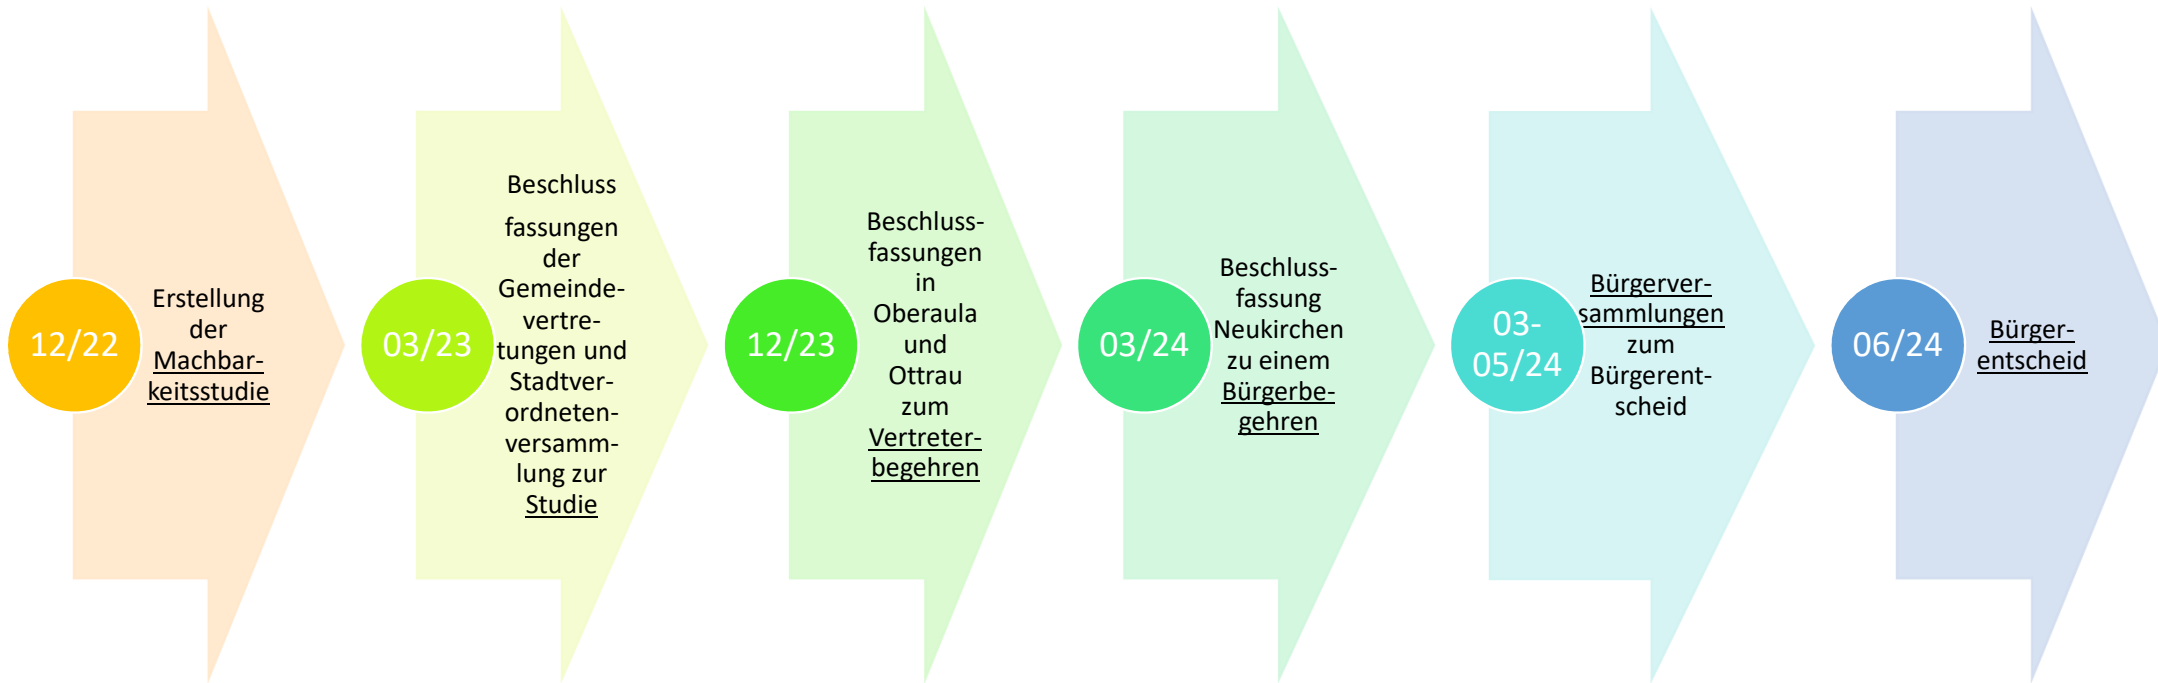 12/22
Erstellung
der
Machbar-
keitsstudie
03/23
Beschluss
fassungen
der
Gemeinde-
vertre-
tungen und
Stadtver-
ordneten-
versamm-
lung zur
Studie
12/23
Beschluss-
fassungen
in
Oberaula
und
Ottrau
zum
Vertreter-
begehren
03/24
Beschluss-
fassung
Neukirchen
zu einem
Bürgerbe-
gehren
03-
05/24
Bürgerver-
sammlungen
zum
Bürgerent-
scheid
06/24
Bürger-
entscheid